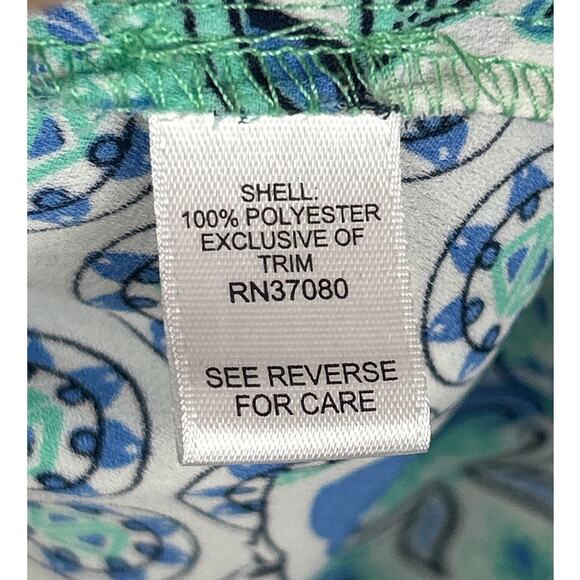 SHELL:
100% POLYESTER
EXCLUSIVE OF
TRIM
RN37080
SEE REVERSE
FOR CARE